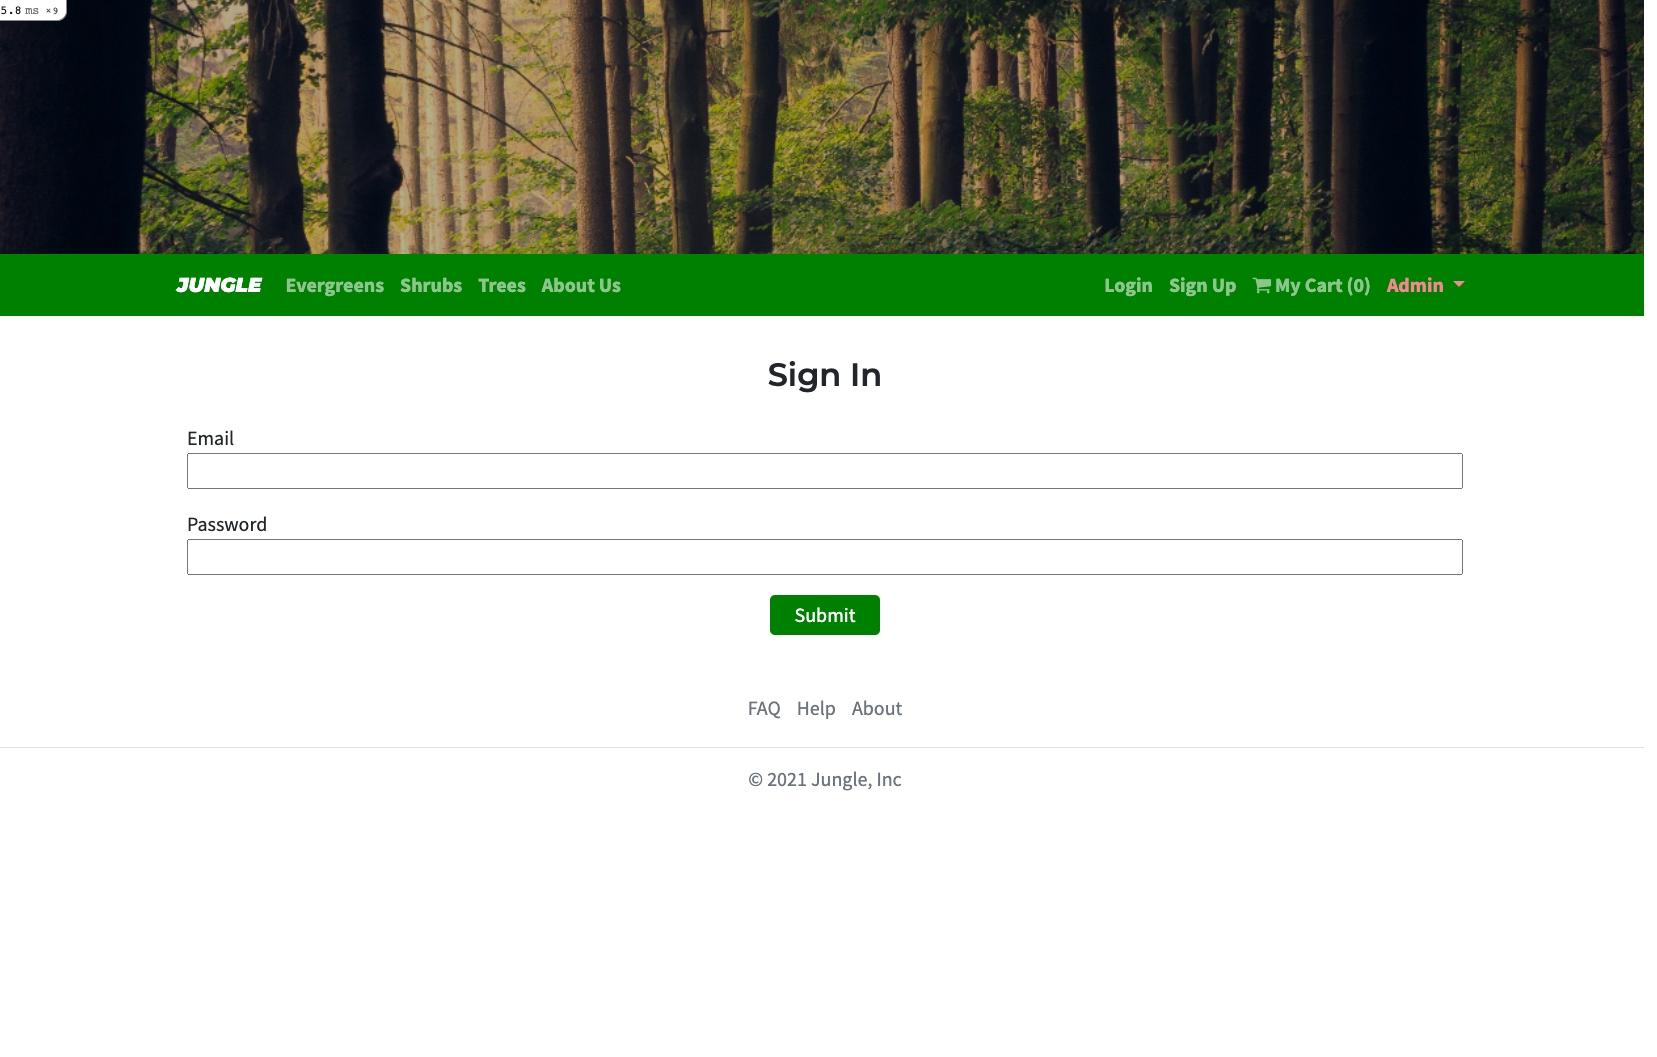 5.8 ms ×9
JUNGLE Evergreens Shrubs Trees About Us Login Sign Up My Cart (0) Admin
Sign In
Email
Password
Submit
FAQ Help About
© 2021 Jungle, Inc